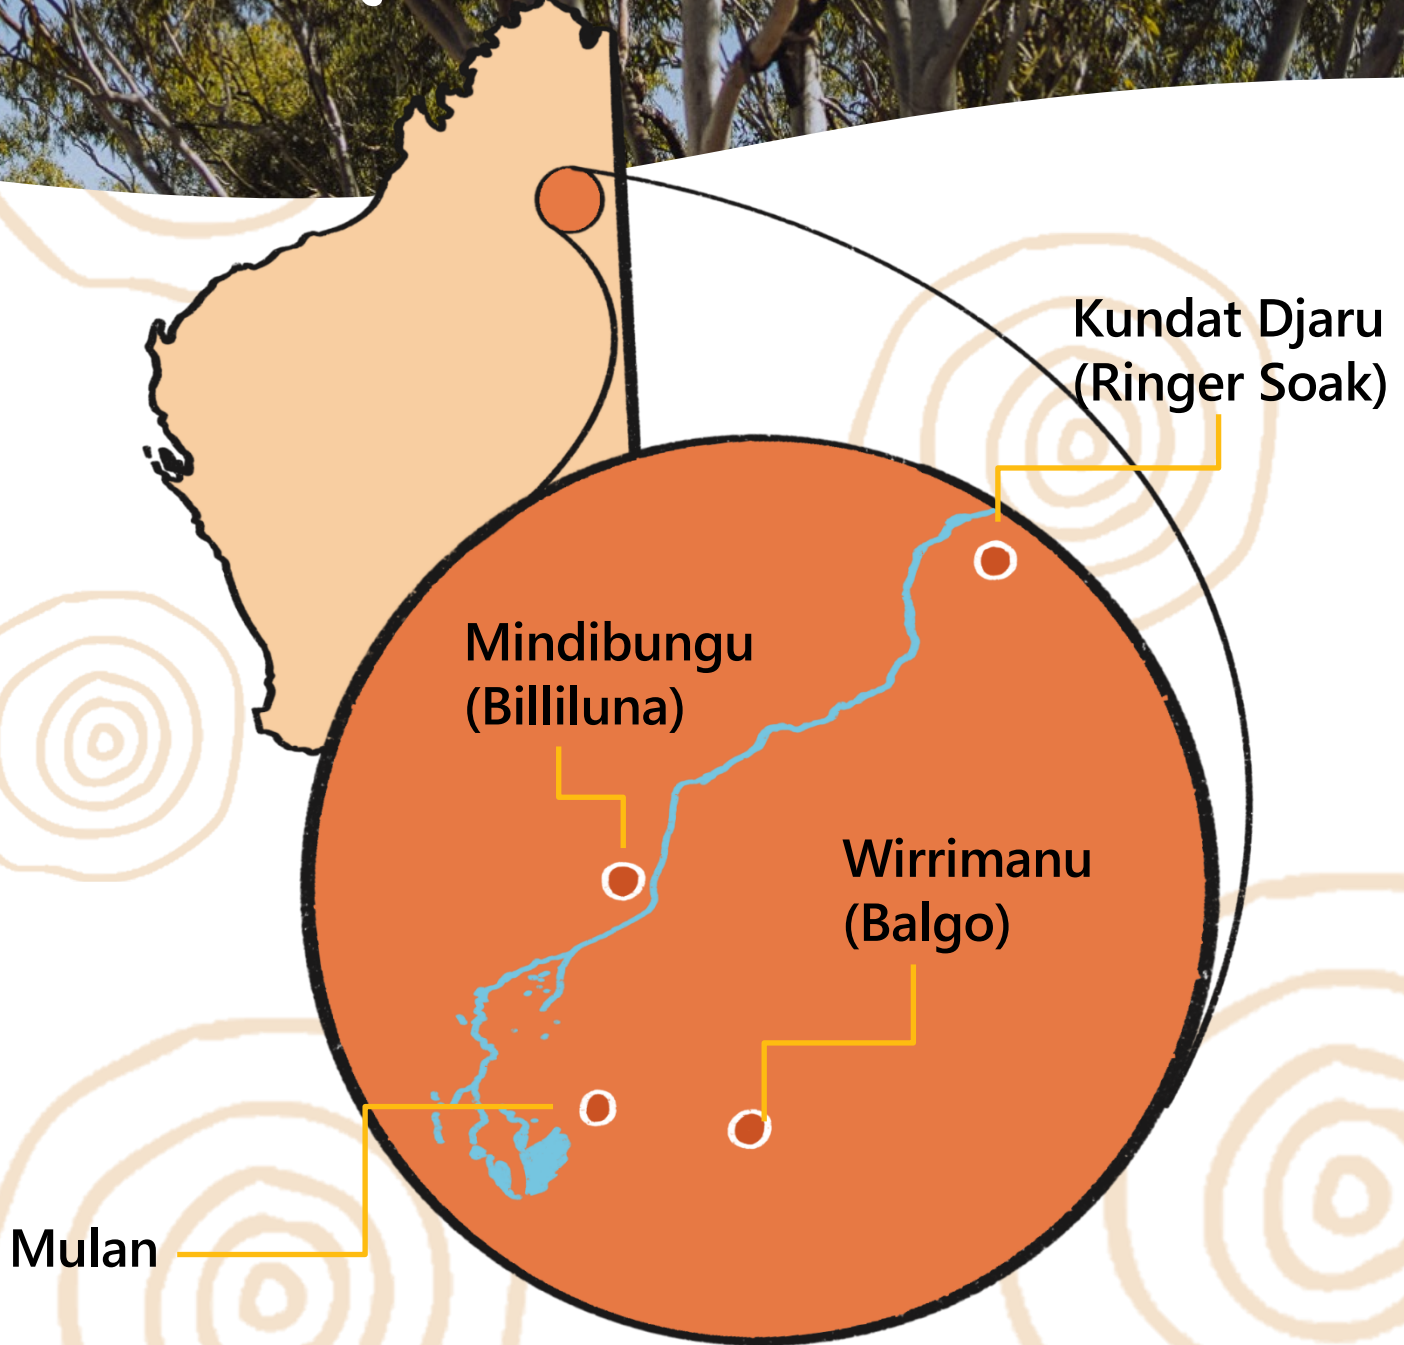 Kundat Djaru
(Ringer Soak)
Mindibungu
(Billiluna)
Wirrimanu
(Balgo)
Mulan